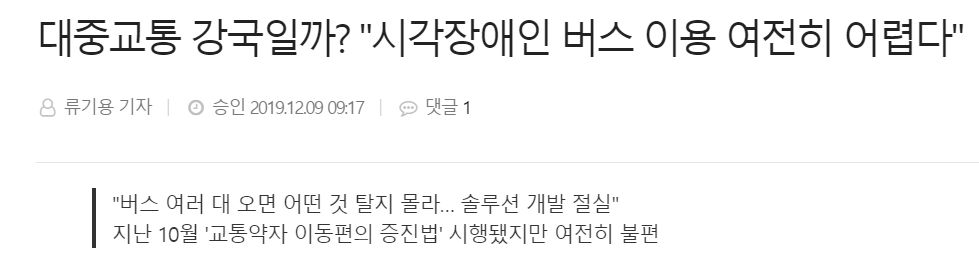 대중교통 강국일까? "시각장애인 버스 이용 여전히 어렵다"
류기용 기자 | 승인 2019.12.09 09:17 | 댓글 1
"버스 여러 대 오면 어떤 것 탈지 몰라... 솔루션 개발 절실"
지난 10월 '교통약자 이동편의 증진법' 시행됐지만 여전히 불편